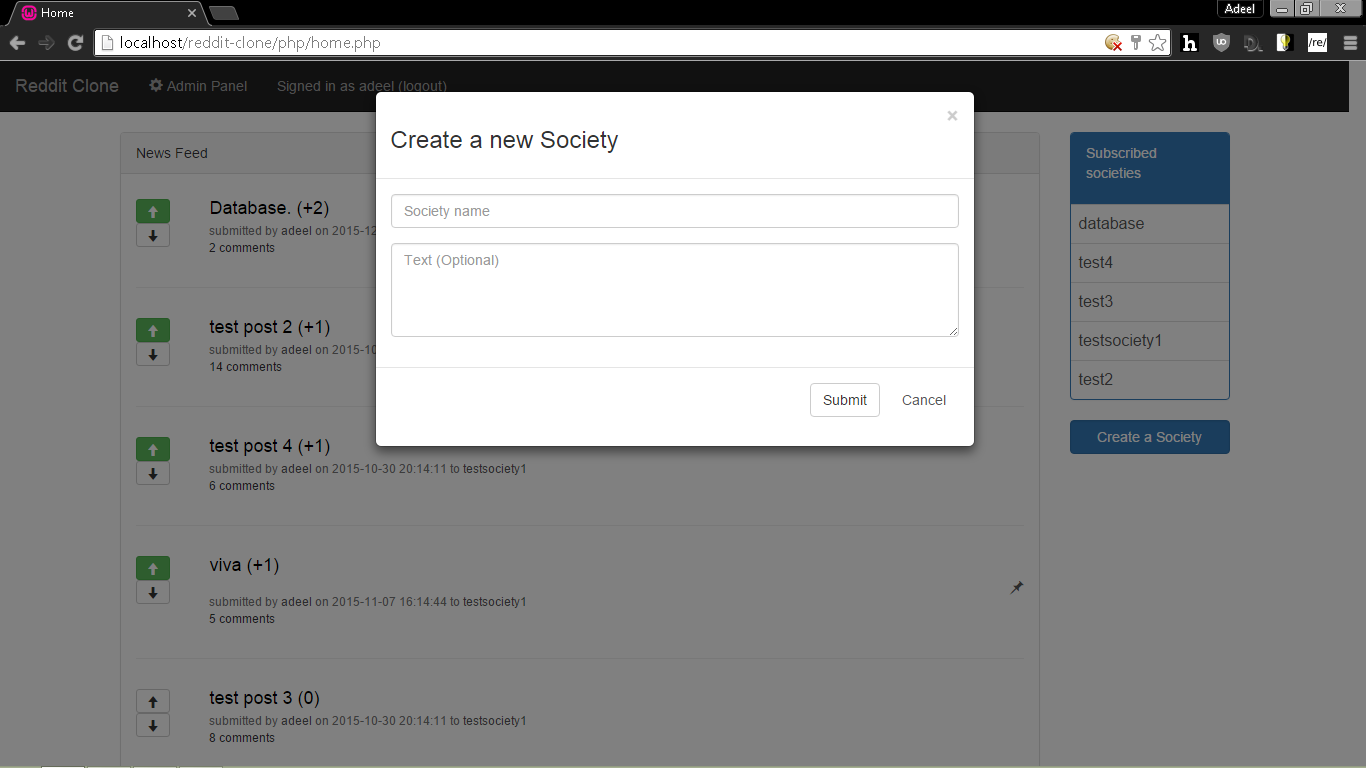 Home
Adeel
localhost/reddit-clone/php/home.php
h
/re/
Reddit Clone
Admin Panel
Signed in as adeel (logout)
×
Create a new Society
Society name
Text (Optional)
Submit
Cancel
News Feed
Database. (+2)
submitted by adeel on 2015-12
2 comments
test post 2 (+1)
submitted by adeel on 2015-10
14 comments
test post 4 (+1)
submitted by adeel on 2015-10-30 20:14:11 to testsociety1
6 comments
viva (+1)
submitted by adeel on 2015-11-07 16:14:44 to testsociety1
5 comments
test post 3 (0)
submitted by adeel on 2015-10-30 20:14:11 to testsociety1
8 comments
Subscribed
societies
database
test4
test3
testsociety1
test2
Create a Society